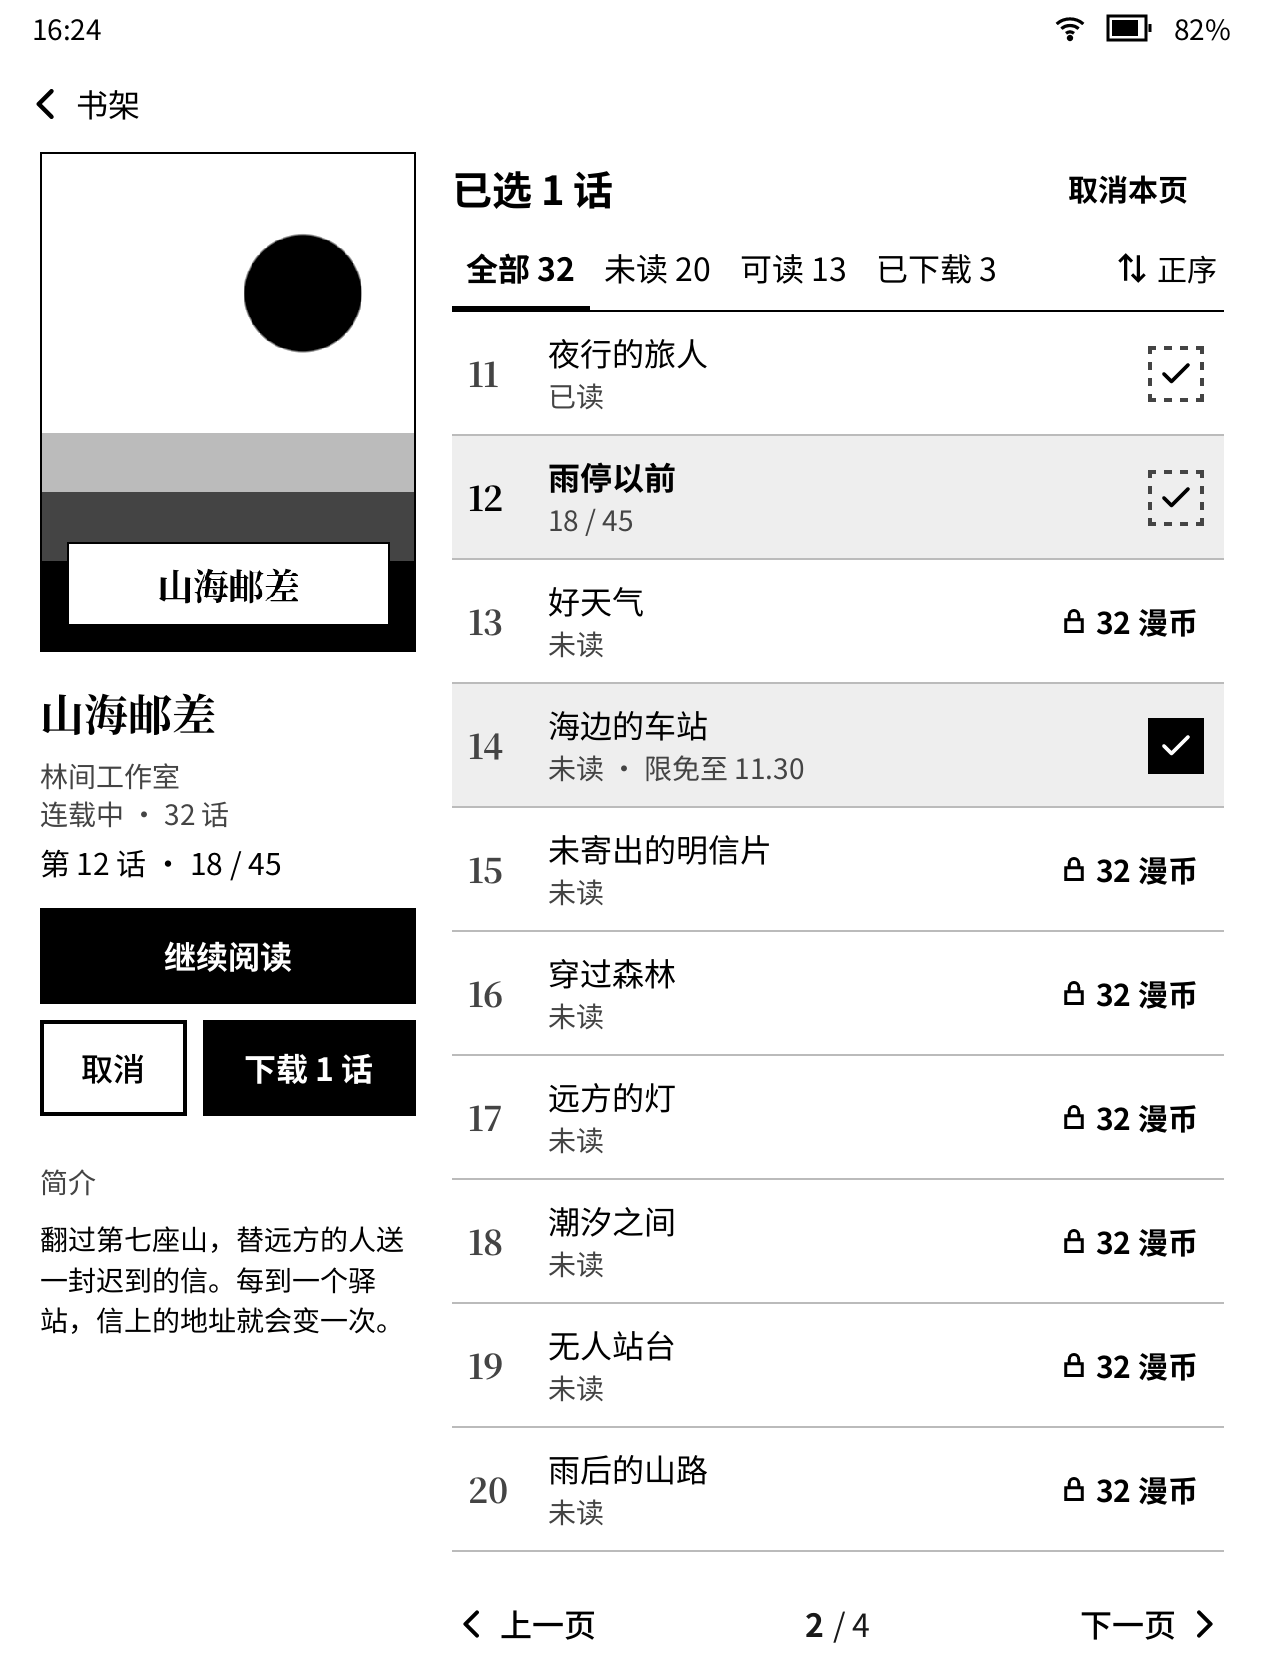 16:24
82%
书架
山海邮差
山海邮差
林间工作室
连载中 · 32 话
第 12 话 · 18 / 45
继续阅读
取消
下载 1 话
简介
翻过第七座山，替远方的人送
一封迟到的信。每到一个驿
站，信上的地址就会变一次。
已选 1 话
取消本页
全部 32
未读 20
可读 13
已下载 3
正序
11
夜行的旅人
已读
12
雨停以前
18 / 45
13
好天气
未读
32 漫币
14
海边的车站
未读 · 限免至 11.30
15
未寄出的明信片
未读
32 漫币
16
穿过森林
未读
32 漫币
17
远方的灯
未读
32 漫币
18
潮汐之间
未读
32 漫币
19
无人站台
未读
32 漫币
20
雨后的山路
未读
32 漫币
上一页
2 / 4
下一页